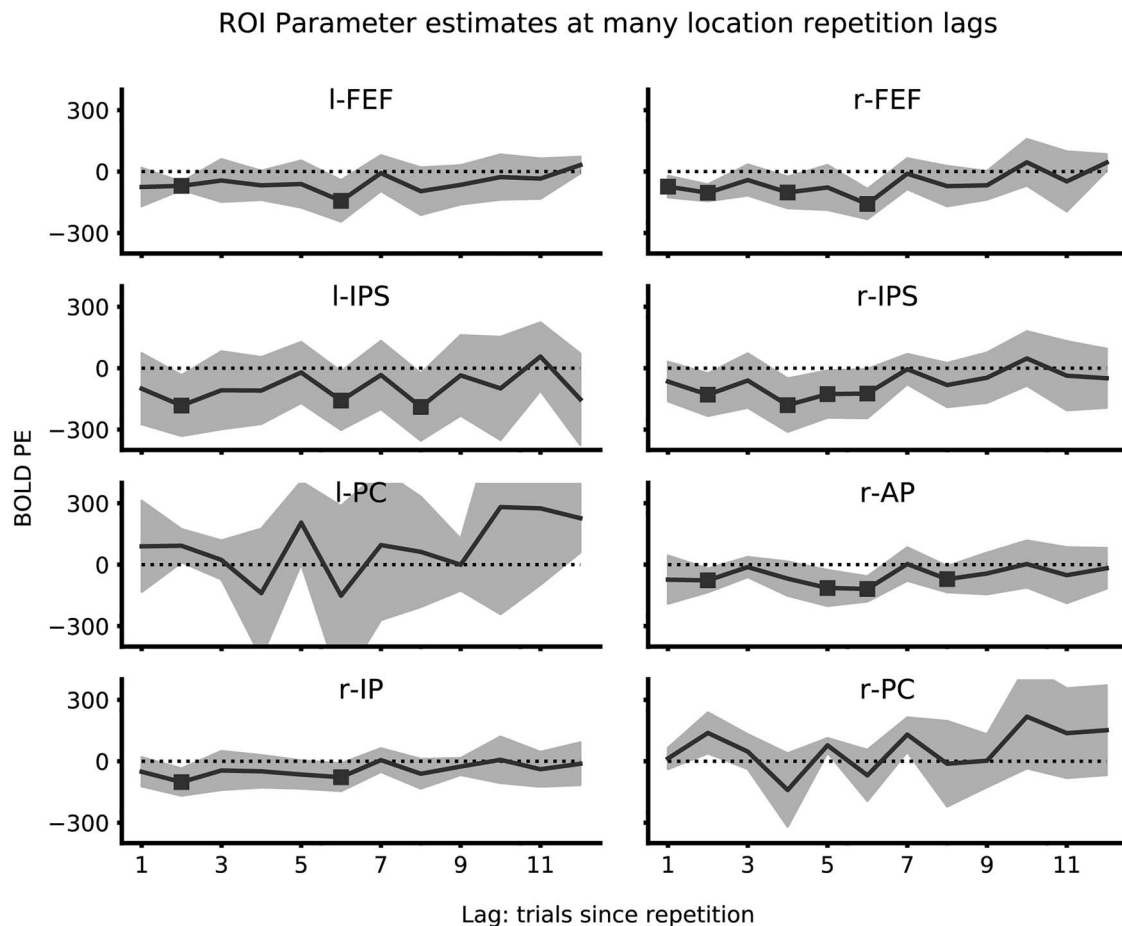 ROI Parameter estimates at many location repetition lags
l-FEF
r-FEF
300
0
−300
l-IPS
r-IPS
300
0
−300
l-PC
r-AP
300
0
−300
r-IP
r-PC
300
0
−300
1 3 5 7 9 11
1 3 5 7 9 11
BOLD PE
Lag: trials since repetition